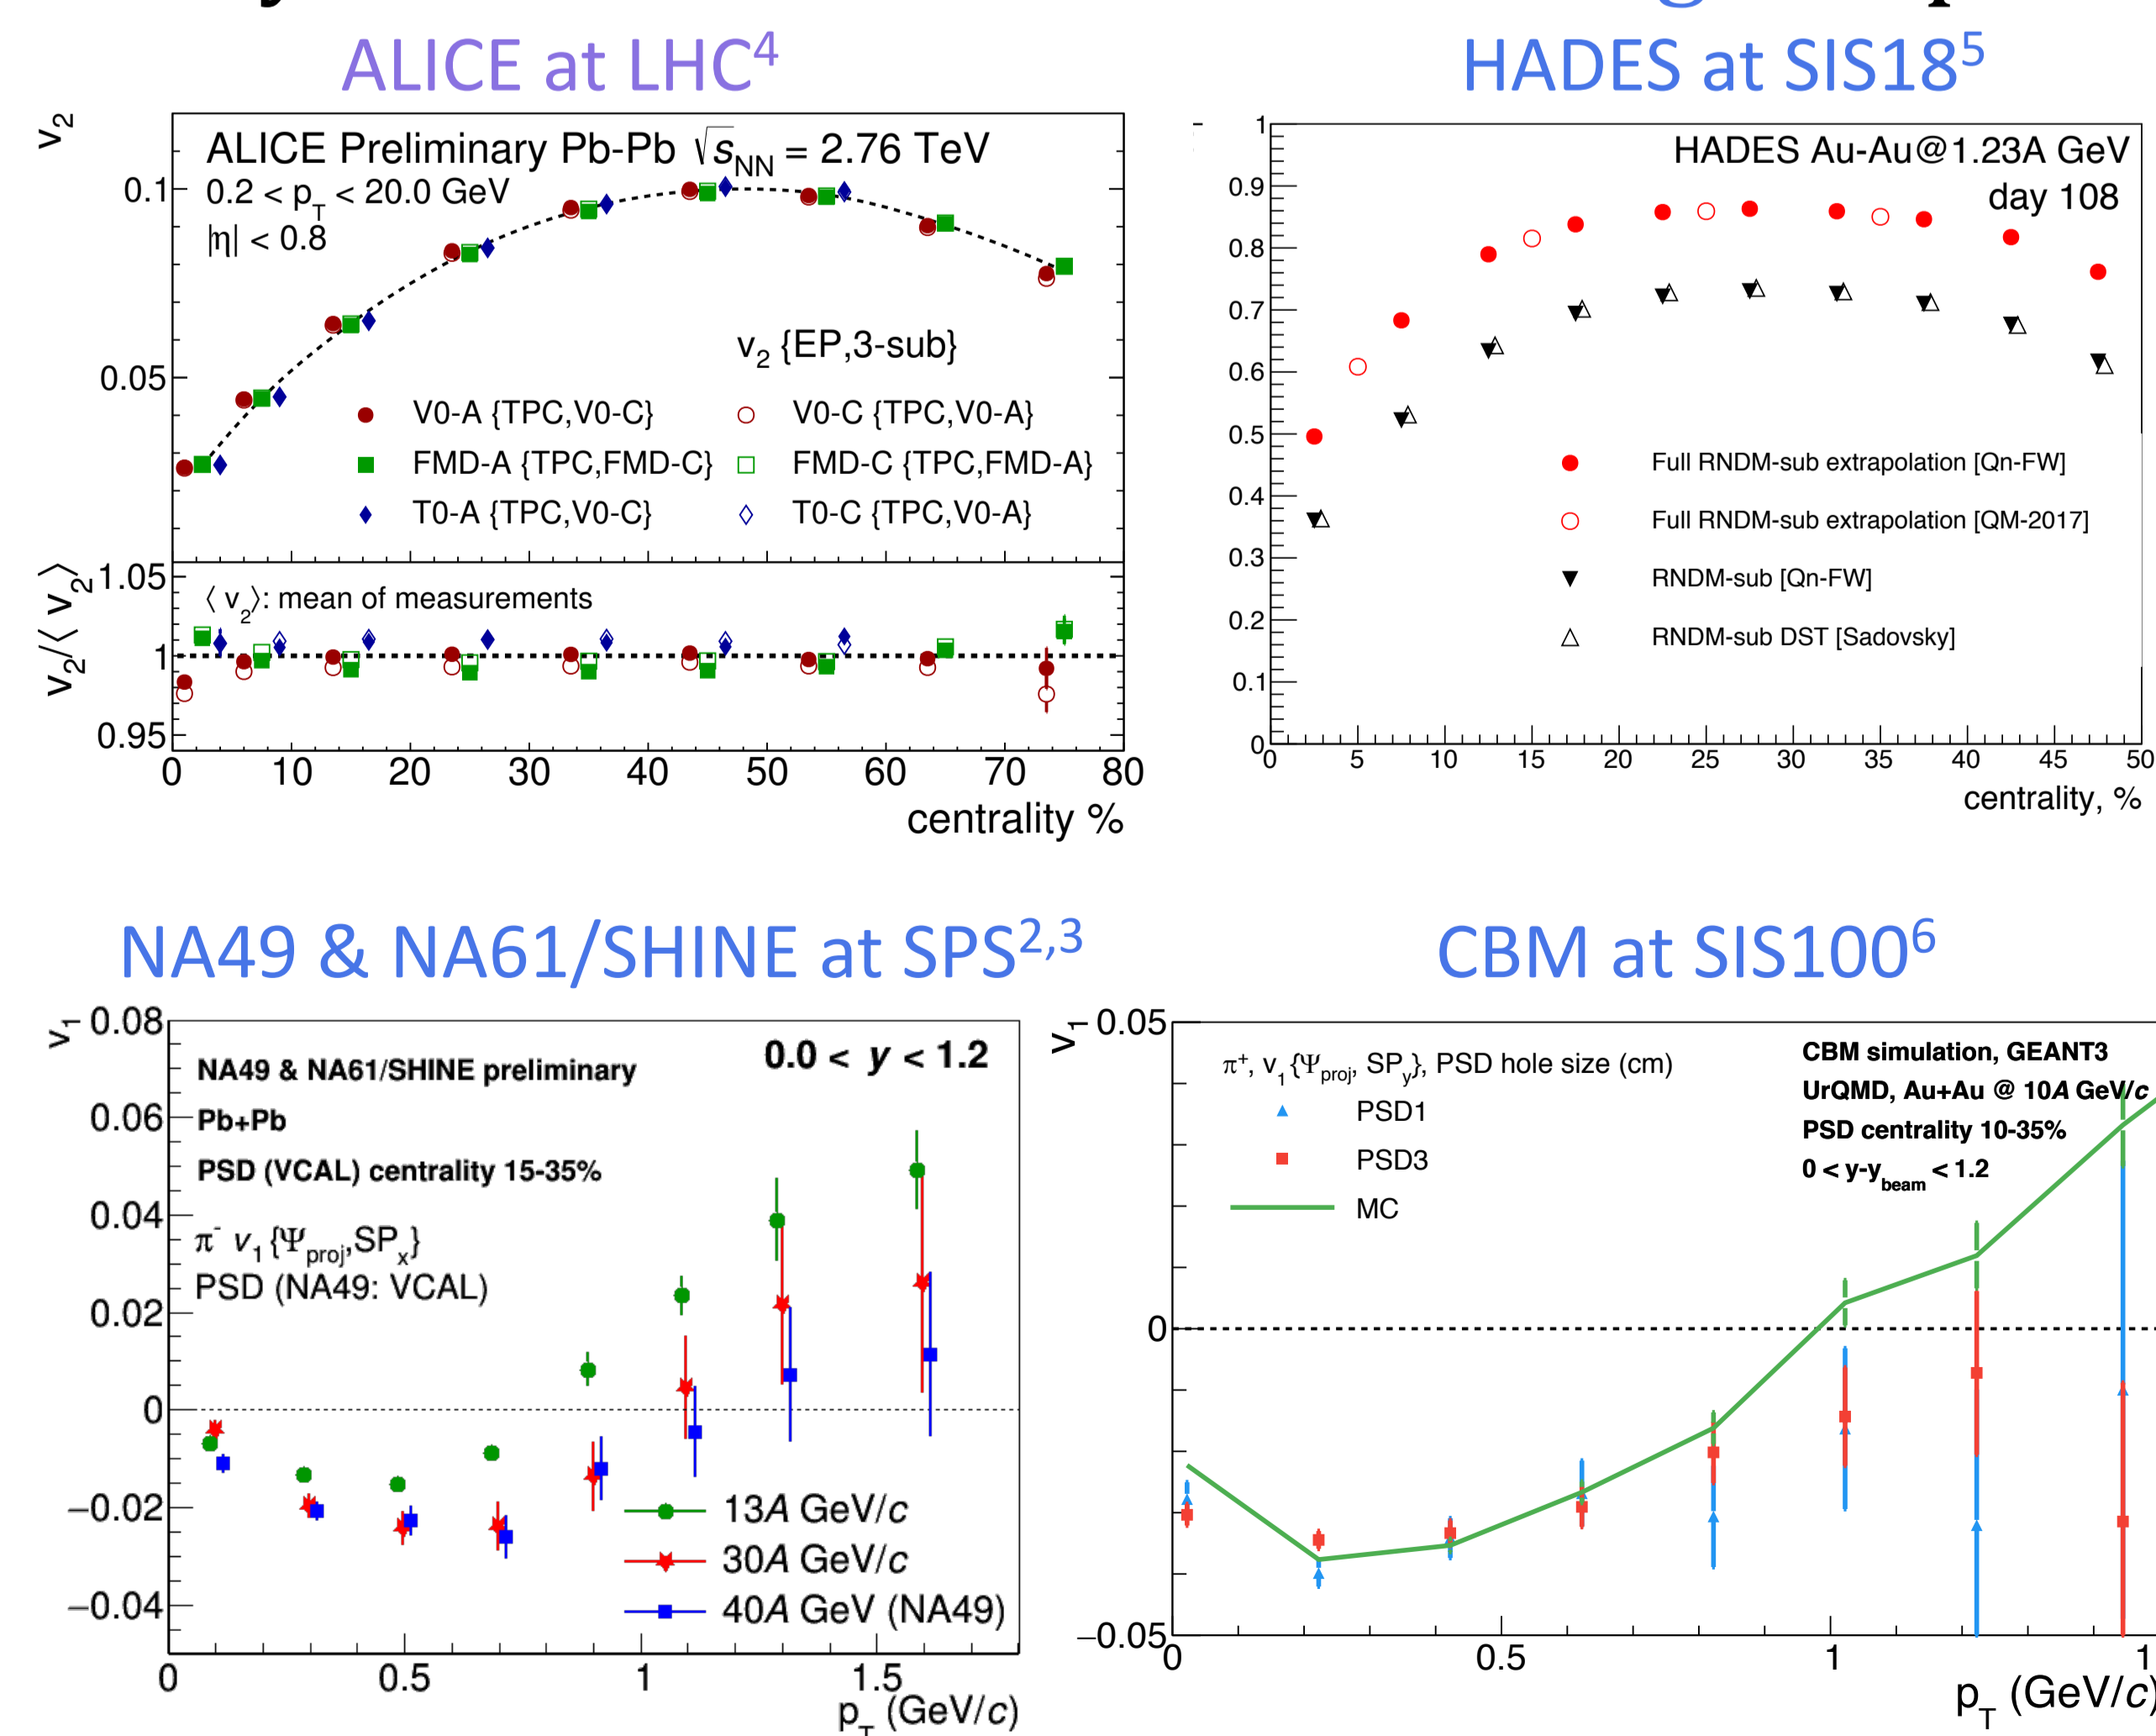 ALICE at LHC4
v2
ALICE Preliminary Pb-Pb √sNN = 2.76 TeV
0.2 < pT < 20.0 GeV
|η| < 0.8
0.1
0.05
v2 {EP,3-sub}
V0-A {TPC,V0-C} V0-C {TPC,V0-A}
FMD-A {TPC,FMD-C} FMD-C {TPC,FMD-A}
T0-A {TPC,V0-C} T0-C {TPC,V0-A}
v2/⟨ v2⟩
1.05
⟨ v2⟩: mean of measurements
1
0.95
0 10 20 30 40 50 60 70 80
centrality %
HADES at SIS185
HADES Au-Au@1.23A GeV
day 108
1
0.9
0.8
0.7
0.6
0.5
0.4
0.3
0.2
0.1
0
Full RNDM-sub extrapolation [Qn-FW]
Full RNDM-sub extrapolation [QM-2017]
RNDM-sub [Qn-FW]
RNDM-sub DST [Sadovsky]
0 5 10 15 20 25 30 35 40 45 50
centrality, %
NA49 & NA61/SHINE at SPS2,3
v1
0.08
0.06
0.04
0.02
0
−0.02
−0.04
0.0 < y < 1.2
NA49 & NA61/SHINE preliminary
Pb+Pb
PSD (VCAL) centrality 15-35%
π- v1{Ψproj,SPx}
PSD (NA49: VCAL)
13A GeV/c
30A GeV/c
40A GeV (NA49)
0 0.5 1 1.5
pT (GeV/c)
CBM at SIS1006
v1
0.05
0
−0.05
π+, v1{Ψproj, SPy}, PSD hole size (cm)
PSD1
PSD3
MC
CBM simulation, GEANT3
UrQMD, Au+Au @ 10A GeV/c
PSD centrality 10-35%
0 < y-ybeam < 1.2
0 0.5 1
pT (GeV/c)